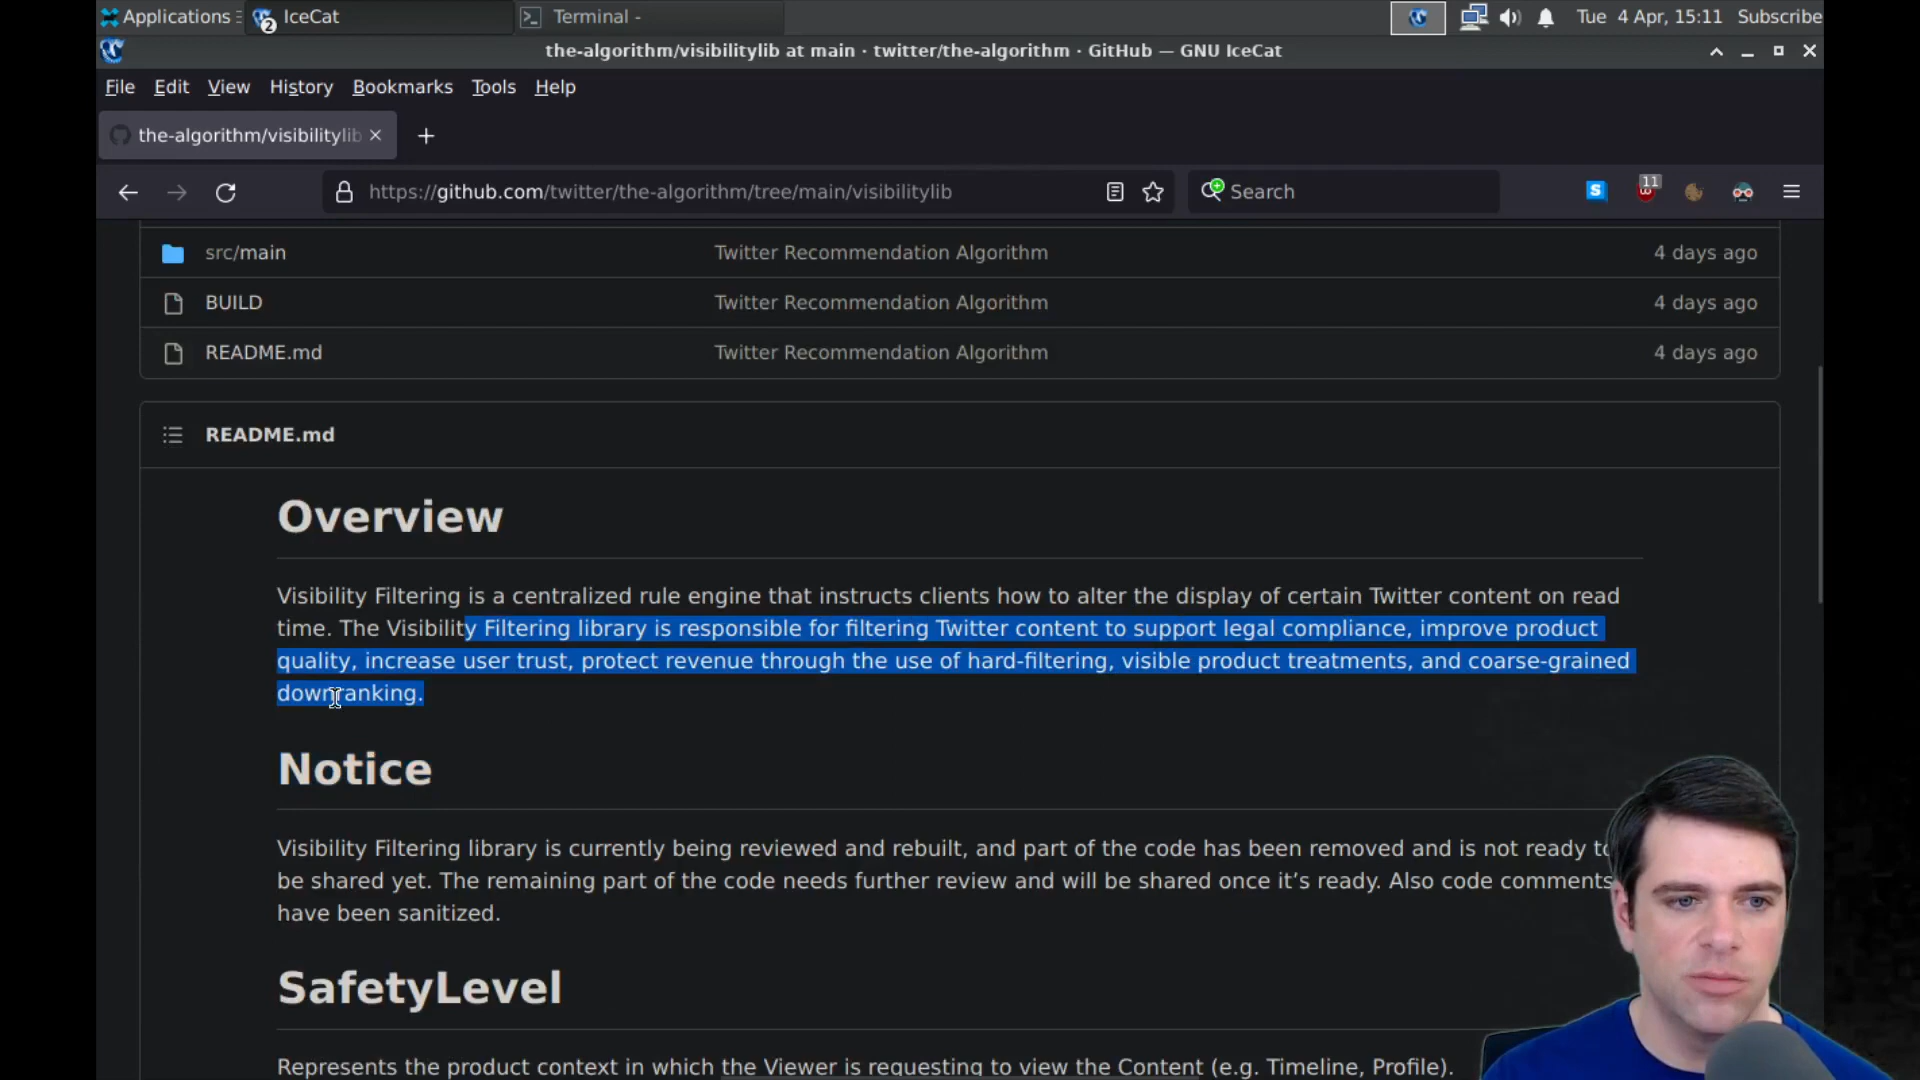 Applications
2
IceCat
Terminal -
Tue 4 Apr, 15:11
Subscribe
the-algorithm/visibilitylib at main · twitter/the-algorithm · GitHub — GNU IceCat
File Edit View History Bookmarks Tools Help
the-algorithm/visibilitylib
https://github.com/twitter/the-algorithm/tree/main/visibilitylib
Search
S
11
src/main Twitter Recommendation Algorithm 4 days ago
BUILD Twitter Recommendation Algorithm 4 days ago
README.md Twitter Recommendation Algorithm 4 days ago
README.md
Overview
Visibility Filtering is a centralized rule engine that instructs clients how to alter the display of certain Twitter content on read
time. The Visibility Filtering library is responsible for filtering Twitter content to support legal compliance, improve product
quality, increase user trust, protect revenue through the use of hard-filtering, visible product treatments, and coarse-grained
downranking.
Notice
Visibility Filtering library is currently being reviewed and rebuilt, and part of the code has been removed and is not ready to
be shared yet. The remaining part of the code needs further review and will be shared once it’s ready. Also code comments
have been sanitized.
SafetyLevel
Represents the product context in which the Viewer is requesting to view the Content (e.g. Timeline, Profile).